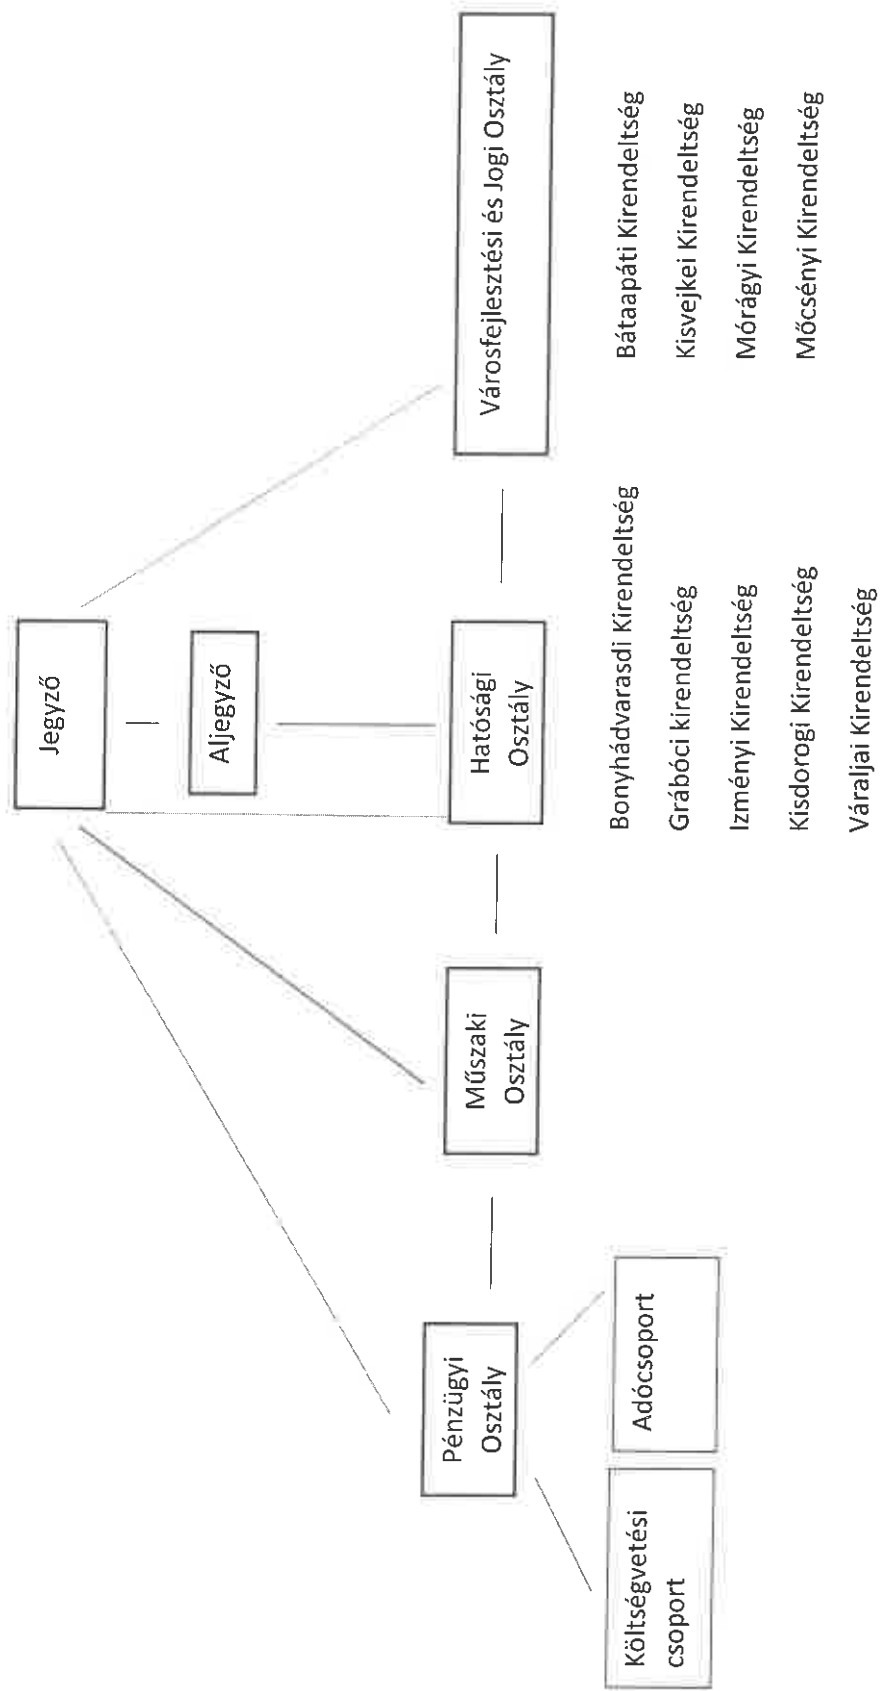 Jegyző
Aljegyző
Pénzügyi
Osztály
Műszaki
Osztály
Hatósági
Osztály
Városfejlesztési és Jogi Osztály
Költségvetési
csoport
Adócsoport
Bonyhádvarasdi Kirendeltség
Grábóci Kirendeltség
Izményi Kirendeltség
Kisdorogi Kirendeltség
Váraljai Kirendeltség
Bátaapáti Kirendeltség
Kisvejkei Kirendeltség
Mórágyi Kirendeltség
Mőcsényi Kirendeltség